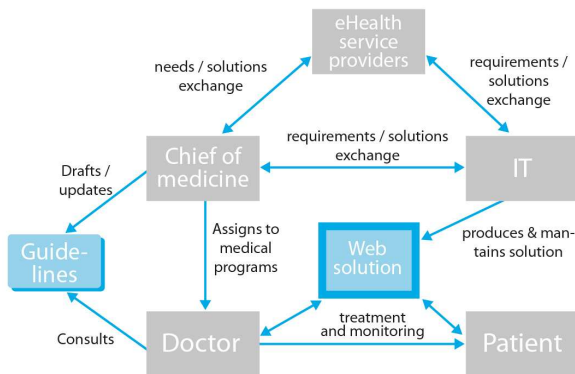 eHealth
service
providers
needs / solutions
exchange
requirements /
solutions
exchange
requirements / solutions
exchange
Chief of
medicine
IT
Drafts /
updates
Assigns to
medical
programs
Web
solution
produces & man-
tains solution
Guide-
lines
treatment
and monitoring
Consults
Doctor
Patient